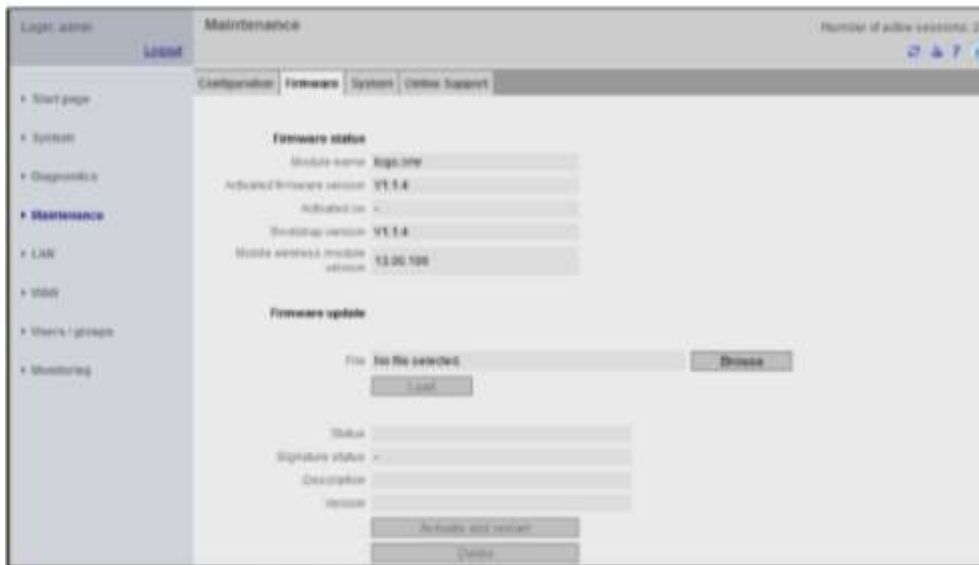 Login: admin
Logout
Maintenance
Number of active sessions: 2
Configuration Firmware System Online Support
Start page
System
Diagnostics
Maintenance
LAN
WAN
Users / groups
Monitoring
Firmware status
Module name
Activated firmware version V1.1.4
Activated on -
Bootstrap version V1.1.4
Mobile wireless module version 13.00.109
Firmware update
File No file selected.
Browse
Load
Status
Signature status -
Description
Version
Activate and restart
Delete